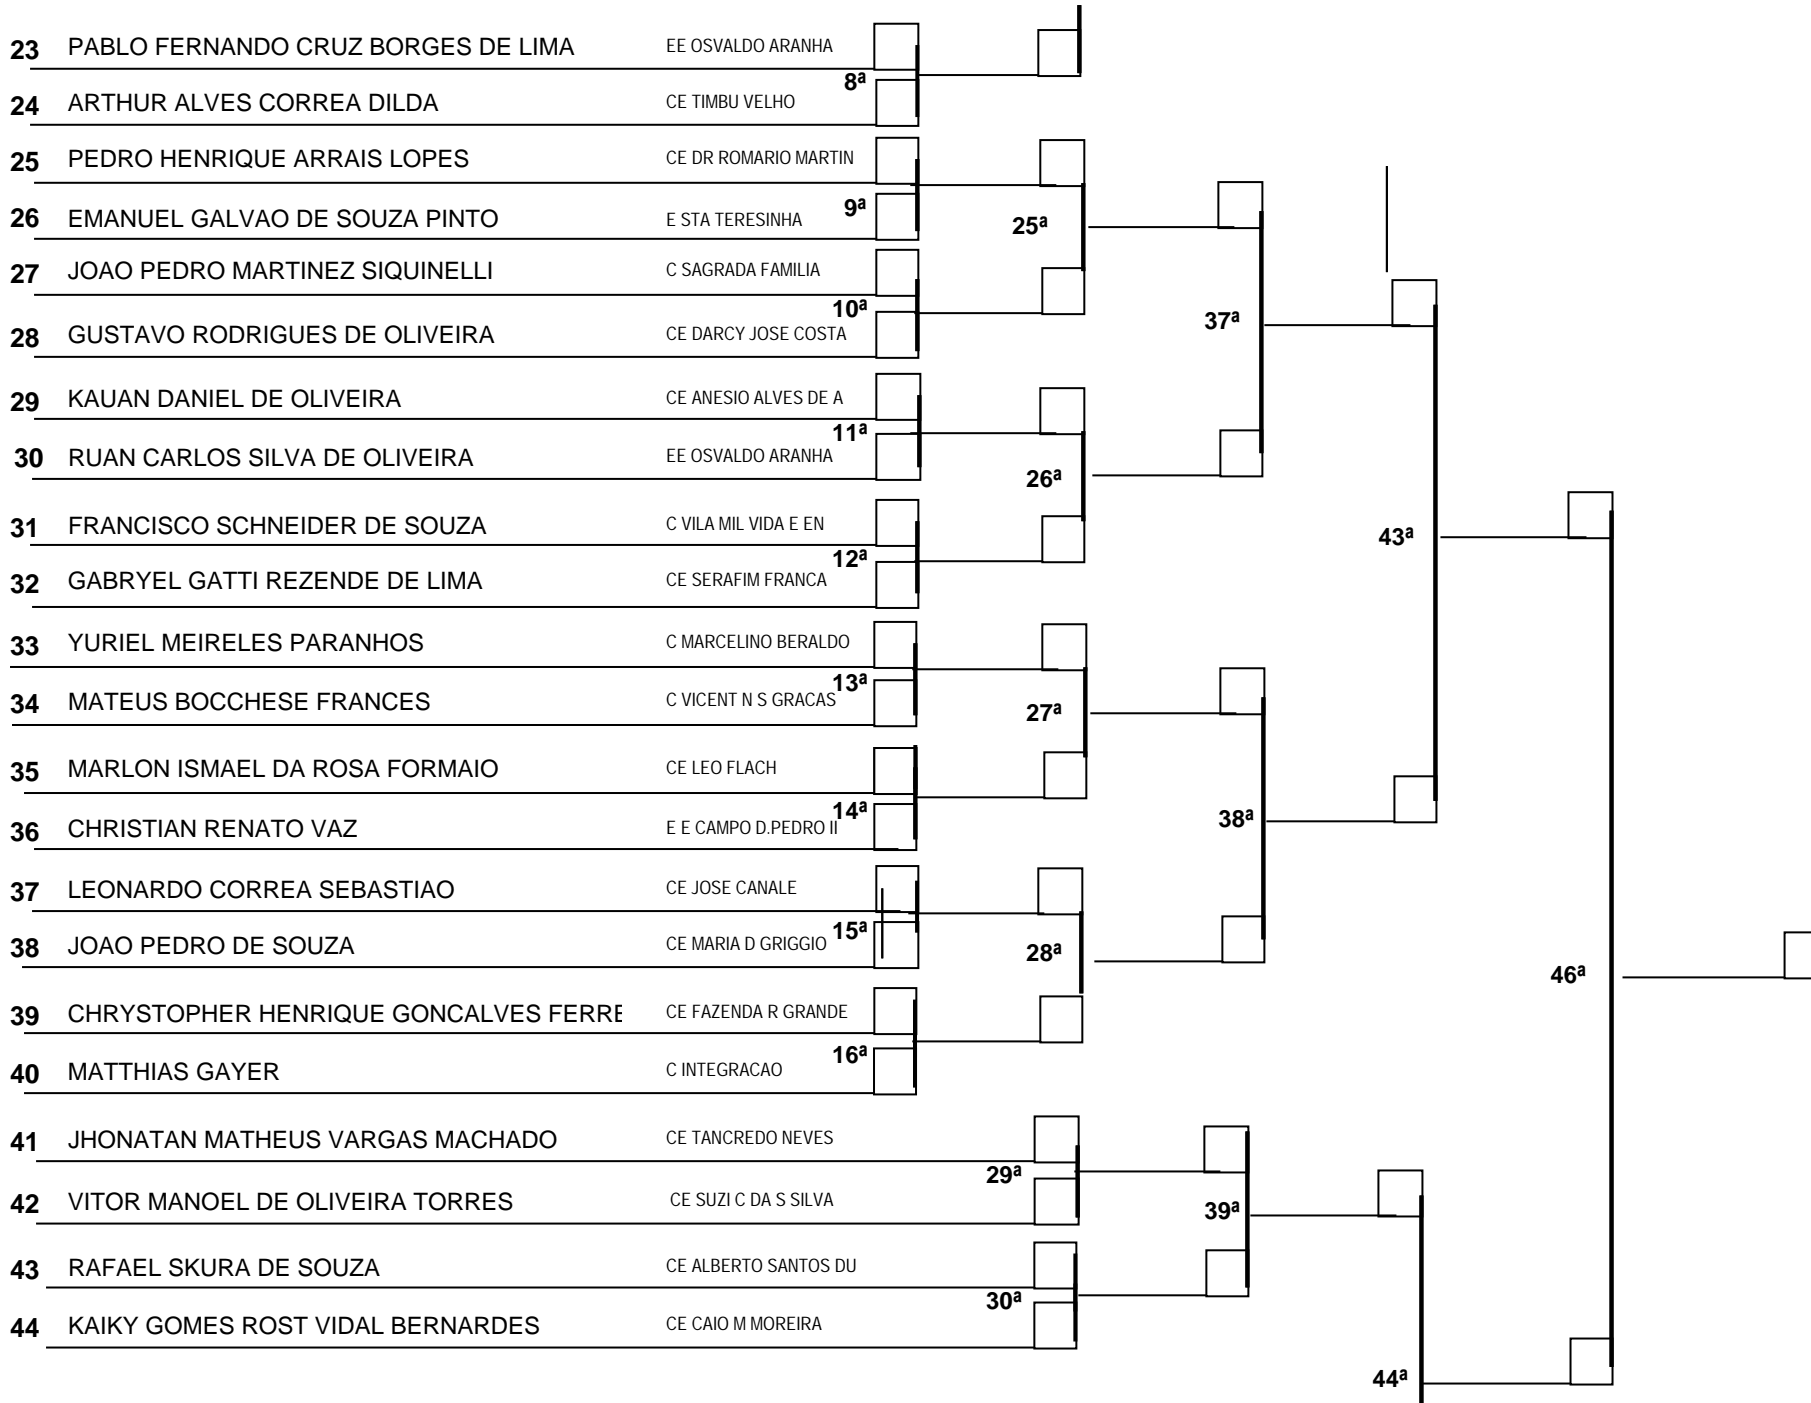 23 PABLO FERNANDO CRUZ BORGES DE LIMA EE OSVALDO ARANHA
8ª
24 ARTHUR ALVES CORREA DILDA CE TIMBU VELHO
25 PEDRO HENRIQUE ARRAIS LOPES CE DR ROMARIO MARTIN
9ª 25ª
26 EMANUEL GALVAO DE SOUZA PINTO E STA TERESINHA
27 JOAO PEDRO MARTINEZ SIQUINELLI C SAGRADA FAMILIA
10ª 37ª
28 GUSTAVO RODRIGUES DE OLIVEIRA CE DARCY JOSE COSTA
29 KAUAN DANIEL DE OLIVEIRA CE ANESIO ALVES DE A
11ª
30 RUAN CARLOS SILVA DE OLIVEIRA EE OSVALDO ARANHA
26ª
31 FRANCISCO SCHNEIDER DE SOUZA C VILA MIL VIDA E EN
12ª 43ª
32 GABRYEL GATTI REZENDE DE LIMA CE SERAFIM FRANCA
33 YURIEL MEIRELES PARANHOS C MARCELINO BERALDO
13ª
34 MATEUS BOCCHESE FRANCES C VICENT N S GRACAS
27ª
35 MARLON ISMAEL DA ROSA FORMAIO CE LEO FLACH
14ª 38ª
36 CHRISTIAN RENATO VAZ E E CAMPO D.PEDRO II
37 LEONARDO CORREA SEBASTIAO CE JOSE CANALE
15ª
38 JOAO PEDRO DE SOUZA CE MARIA D GRIGGIO
28ª 46ª
39 CHRYSTOPHER HENRIQUE GONCALVES FERRE CE FAZENDA R GRANDE
16ª
40 MATTHIAS GAYER C INTEGRACAO
41 JHONATAN MATHEUS VARGAS MACHADO CE TANCREDO NEVES
29ª
42 VITOR MANOEL DE OLIVEIRA TORRES CE SUZI C DA S SILVA
39ª
43 RAFAEL SKURA DE SOUZA CE ALBERTO SANTOS DU
30ª
44 KAIKY GOMES ROST VIDAL BERNARDES CE CAIO M MOREIRA
44ª